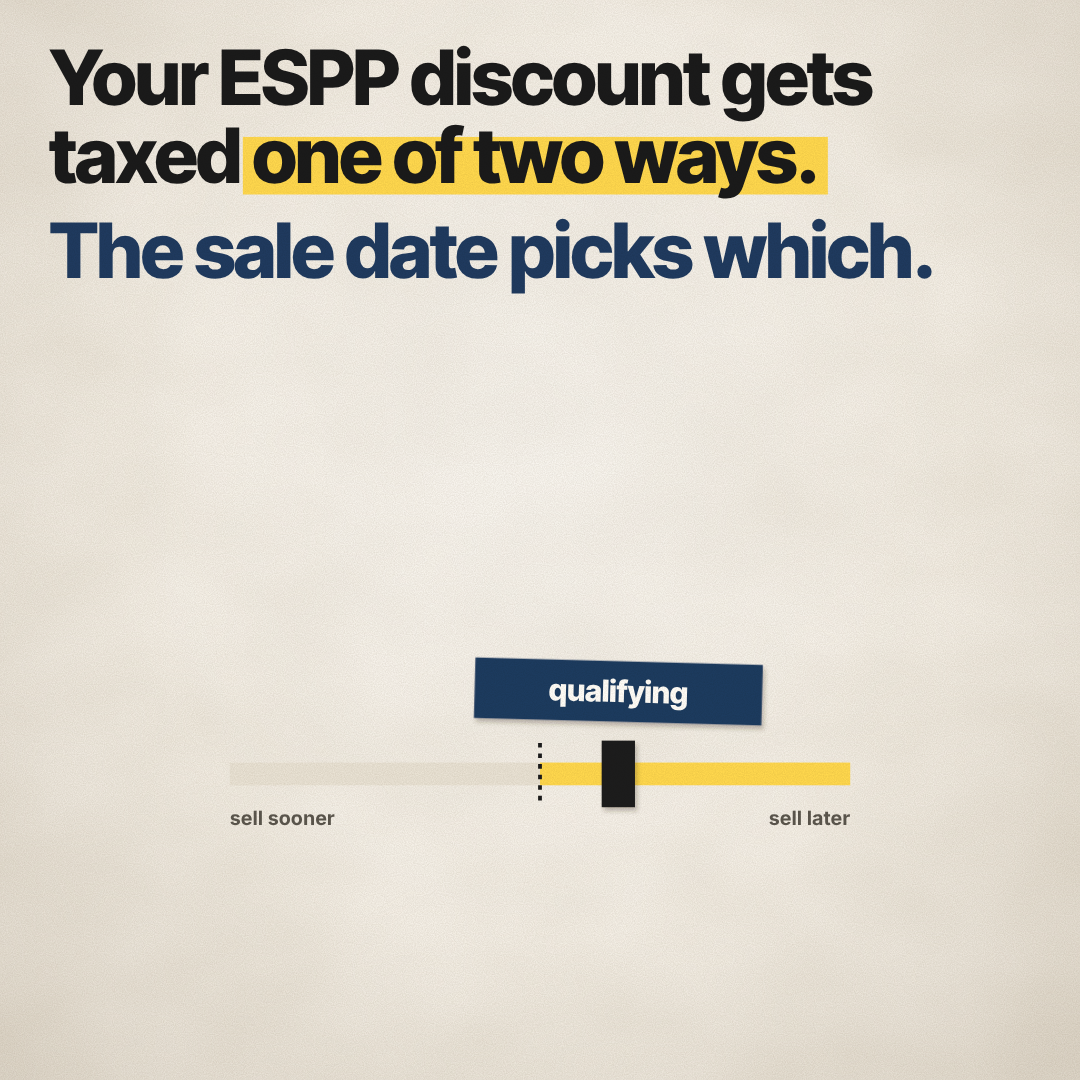 Your ESPP discount gets
taxed one of two ways.
The sale date picks which.
qualifying
sell sooner
sell later